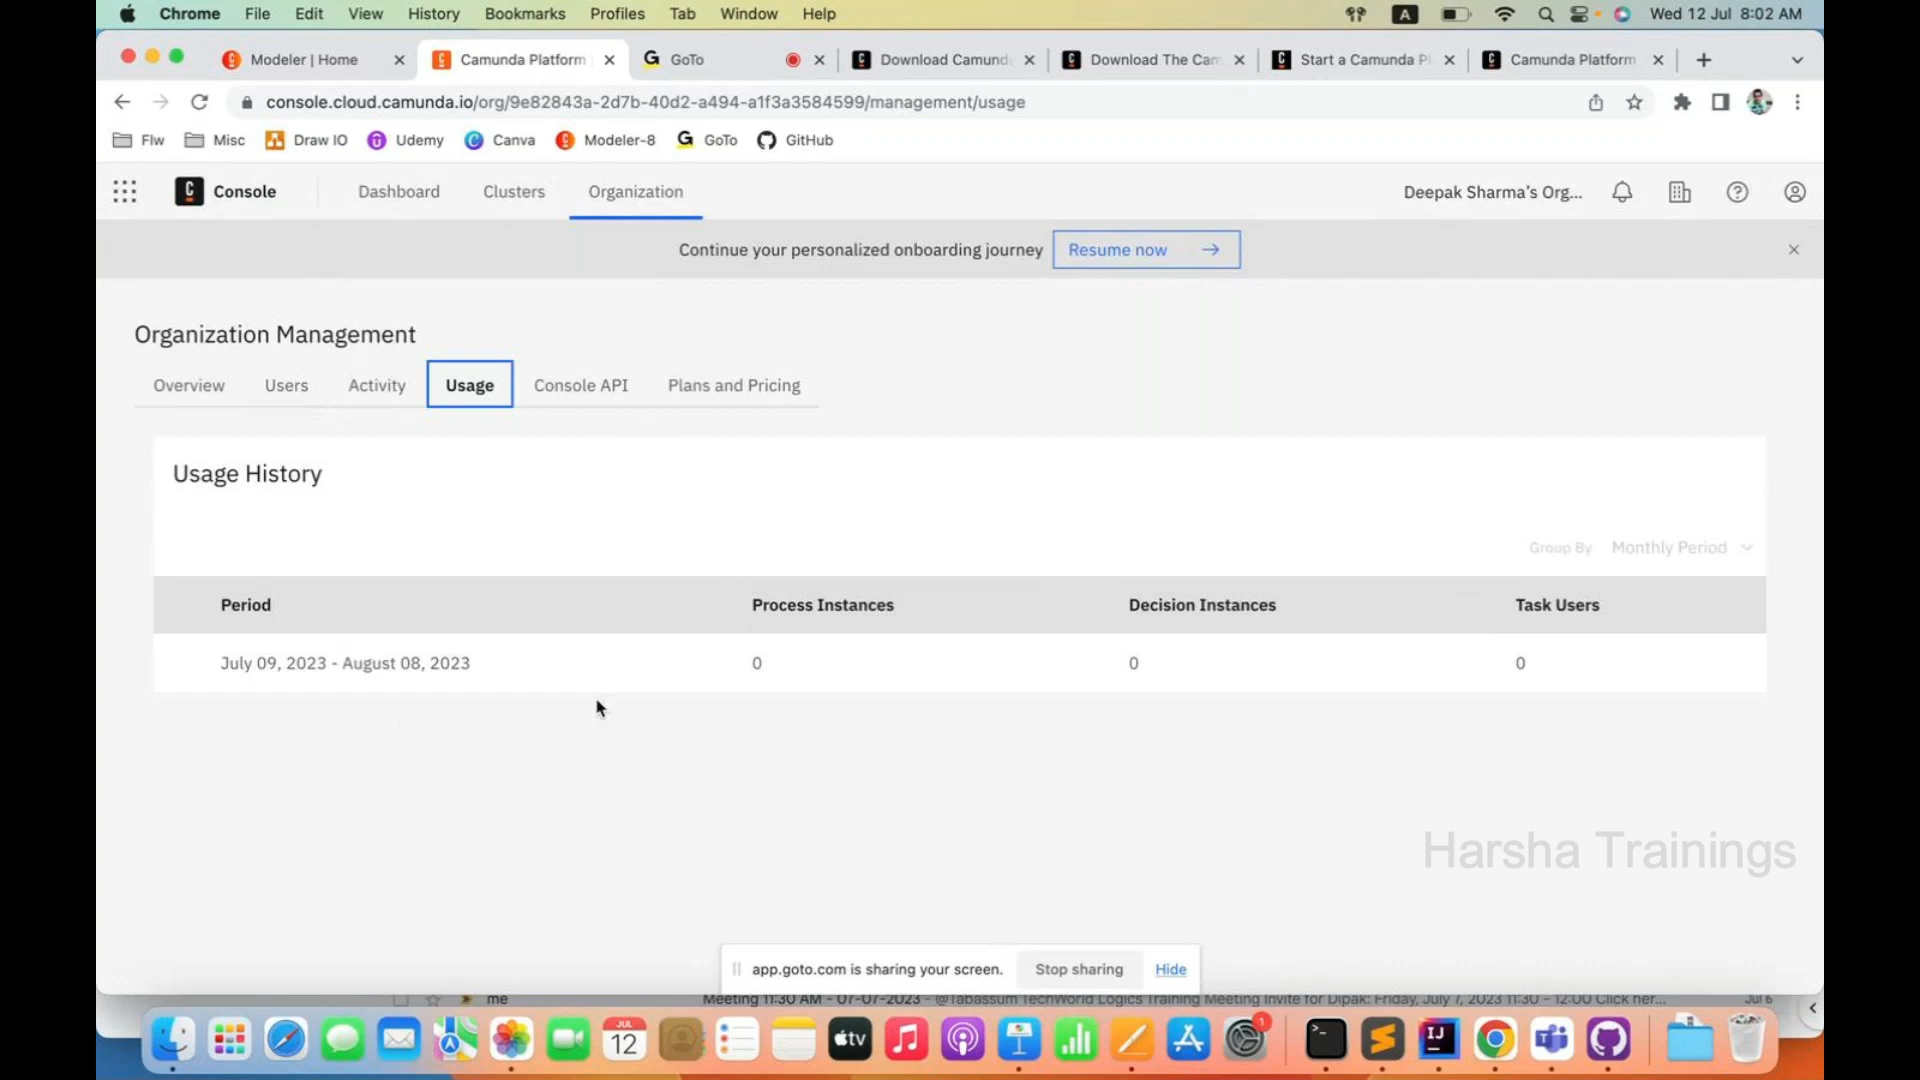 Chrome File Edit View History Bookmarks Profiles Tab Window Help A Wed 12 Jul 8:02 AM
Modeler | Home Camunda Platform GoTo Download Camund Download The Cam Start a Camunda Pl Camunda Platform
console.cloud.camunda.io/org/9e82843a-2d7b-40d2-a494-a1f3a3584599/management/usage
Flw Misc Draw IO Udemy Canva Modeler-8 GoTo GitHub
Console Dashboard Clusters Organization Deepak Sharma's Org...
Continue your personalized onboarding journey Resume now
Organization Management
Overview Users Activity Usage Console API Plans and Pricing
Usage History
Group By Monthly Period
Period Process Instances Decision Instances Task Users
July 09, 2023 - August 08, 2023 0 0 0
Harsha Trainings
app.goto.com is sharing your screen. Stop sharing Hide
me Meeting 11:30 AM - 07-07-2023 - @Tabassum TechWorld Logics Training Meeting Invite for Dipak: Friday, July 7, 2023 11:30 - 12:00 Click her... Jul 6
JUL
12
tv
1
IJ